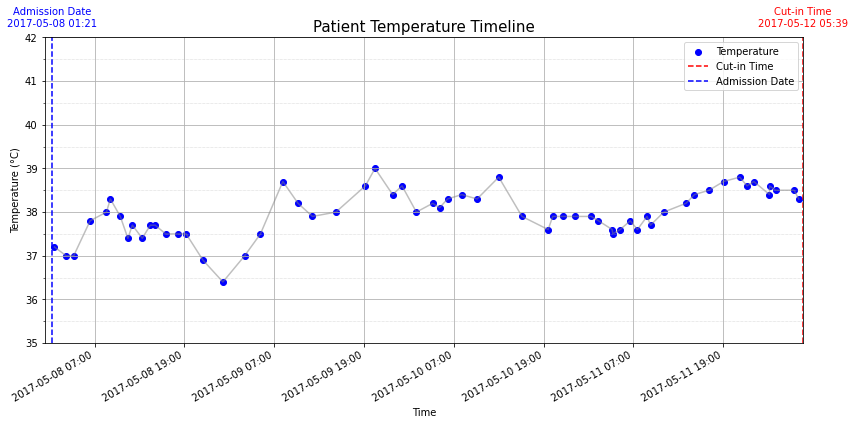 Admission Date
2017-05-08 01:21
Cut-in Time
2017-05-12 05:39
Patient Temperature Timeline
Temperature
Cut-in Time
Admission Date
Temperature (°C)
42
41
40
39
38
37
36
35
2017-05-08 07:00
2017-05-08 19:00
2017-05-09 07:00
2017-05-09 19:00
2017-05-10 07:00
2017-05-10 19:00
2017-05-11 07:00
2017-05-11 19:00
Time